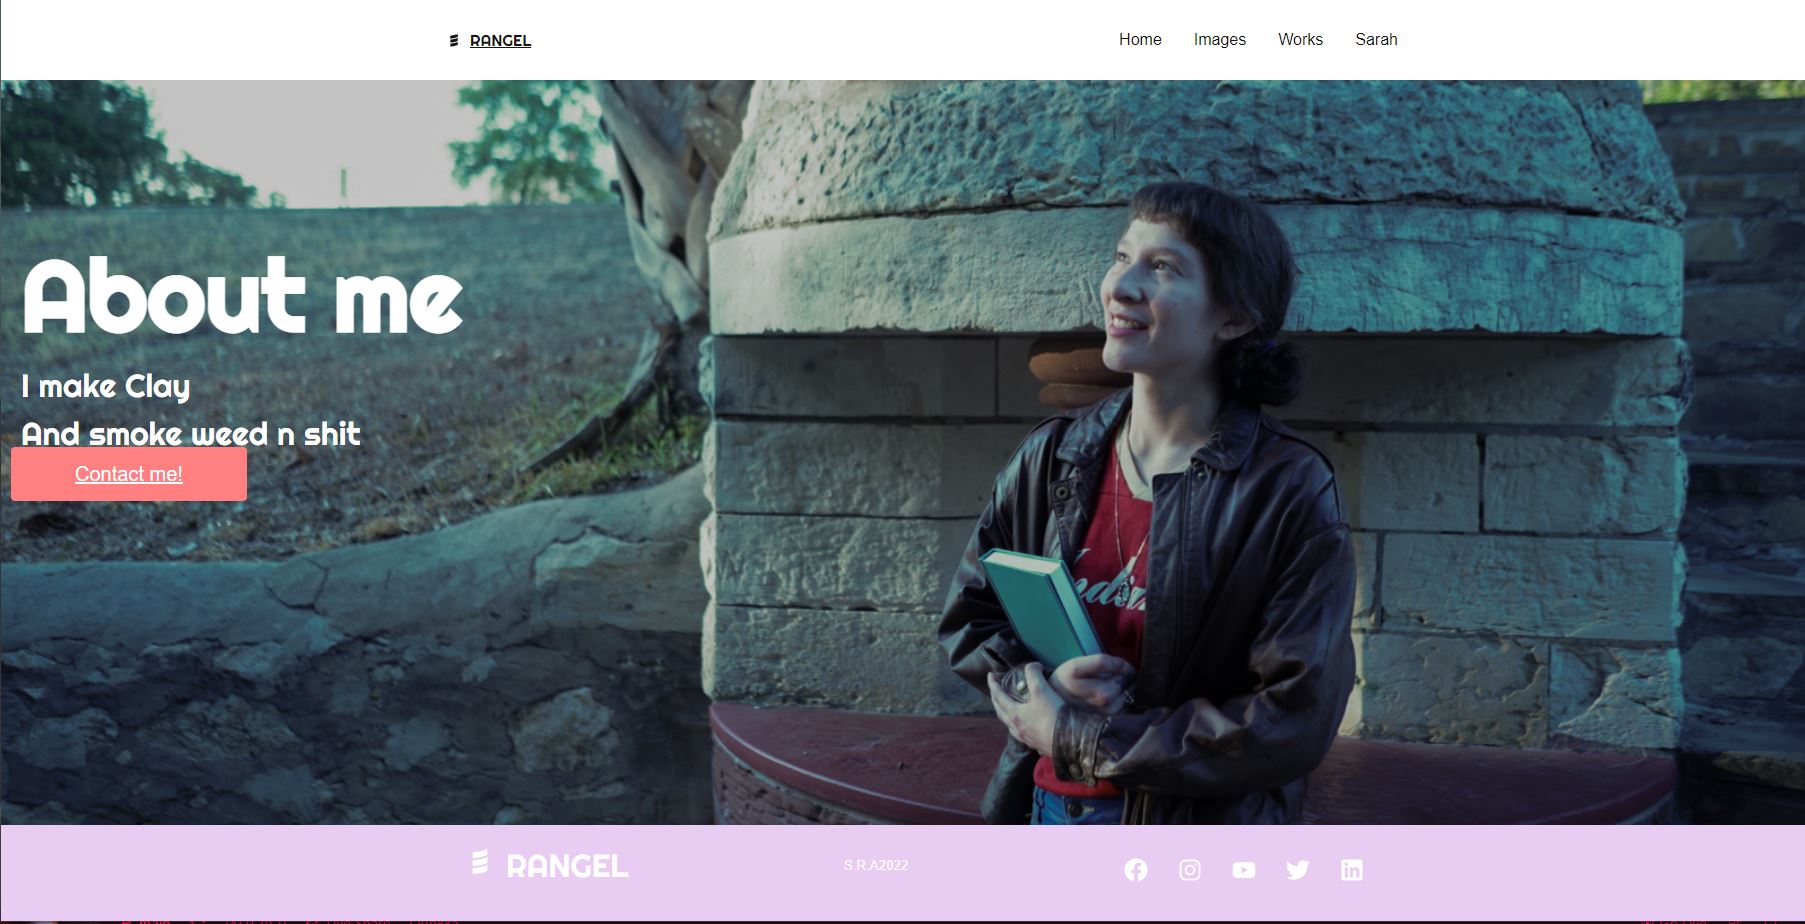 RANGEL
Home Images Works Sarah
About me
I make Clay
And smoke weed n shit
Contact me!
RANGEL
S.R.A2022